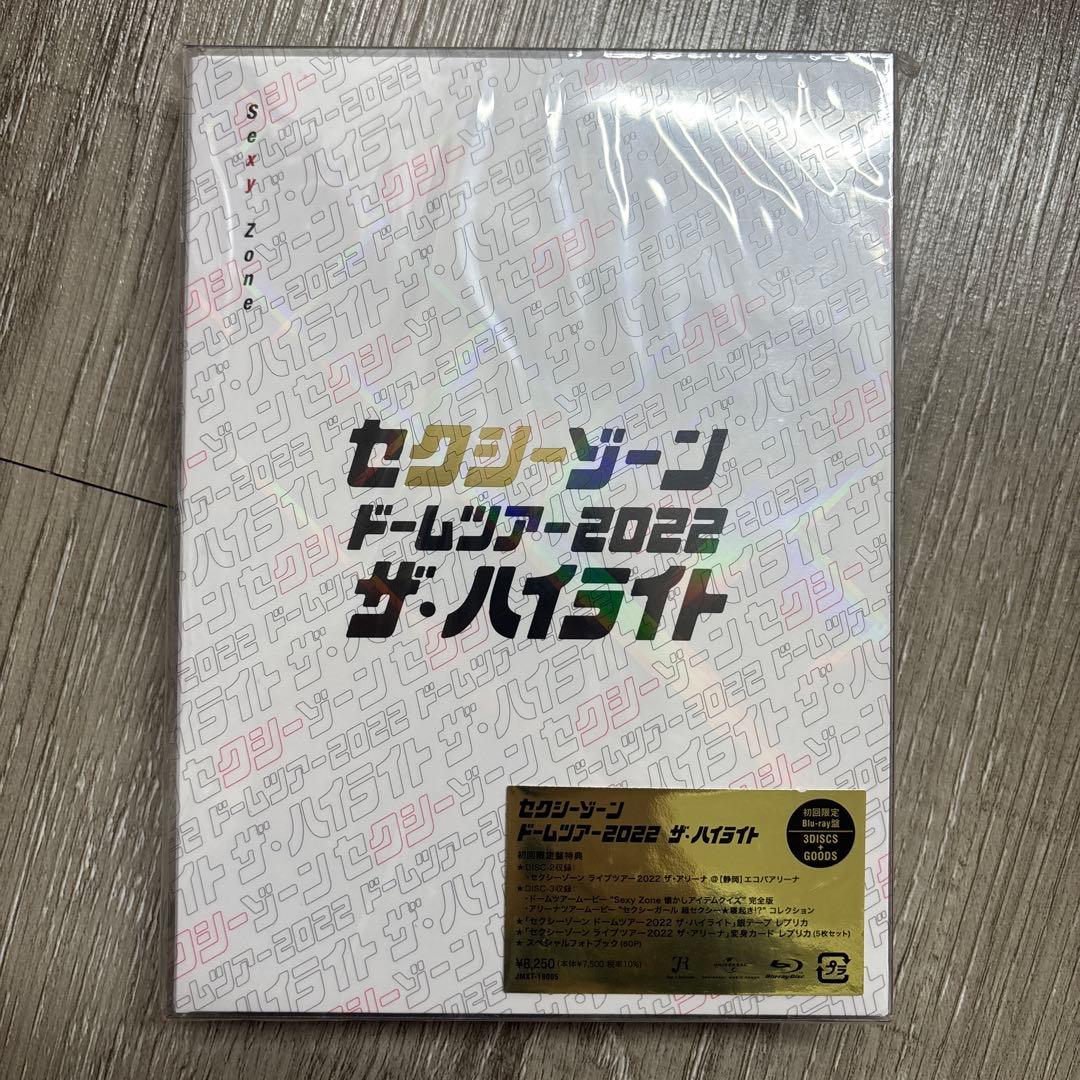 Sexy Zone
セクシーゾーン
ドームツアー2022
ザ・ハイライト
セクシーゾーン
ドームツアー2022 ザ・ハイライト
初回限定
Blu-ray盤
3DISCS
+
GOODS
初回限定盤特典
★DISC-2収録:
・セクシーゾーン ライブツアー2022 ザ・アリーナ @[静岡]エコパアリーナ
★DISC-3収録:
・ドームツアームービー "Sexy Zone 懐かしアイテムクイズ" 完全版
・アリーナツアームービー "セクシーガール 超セクシー★寝起き!?" コレクション
★「セクシーゾーン ドームツアー2022 ザ・ハイライト」銀テープ レプリカ
★「セクシーゾーン ライブツアー2022 ザ・アリーナ」変身カード レプリカ(5枚セット)
★ スペシャルフォトブック(60P)
¥8,250(本体¥7,500 税率10%)
JMXT-19005
UNIVERSAL
Blu-ray Disc
プラ